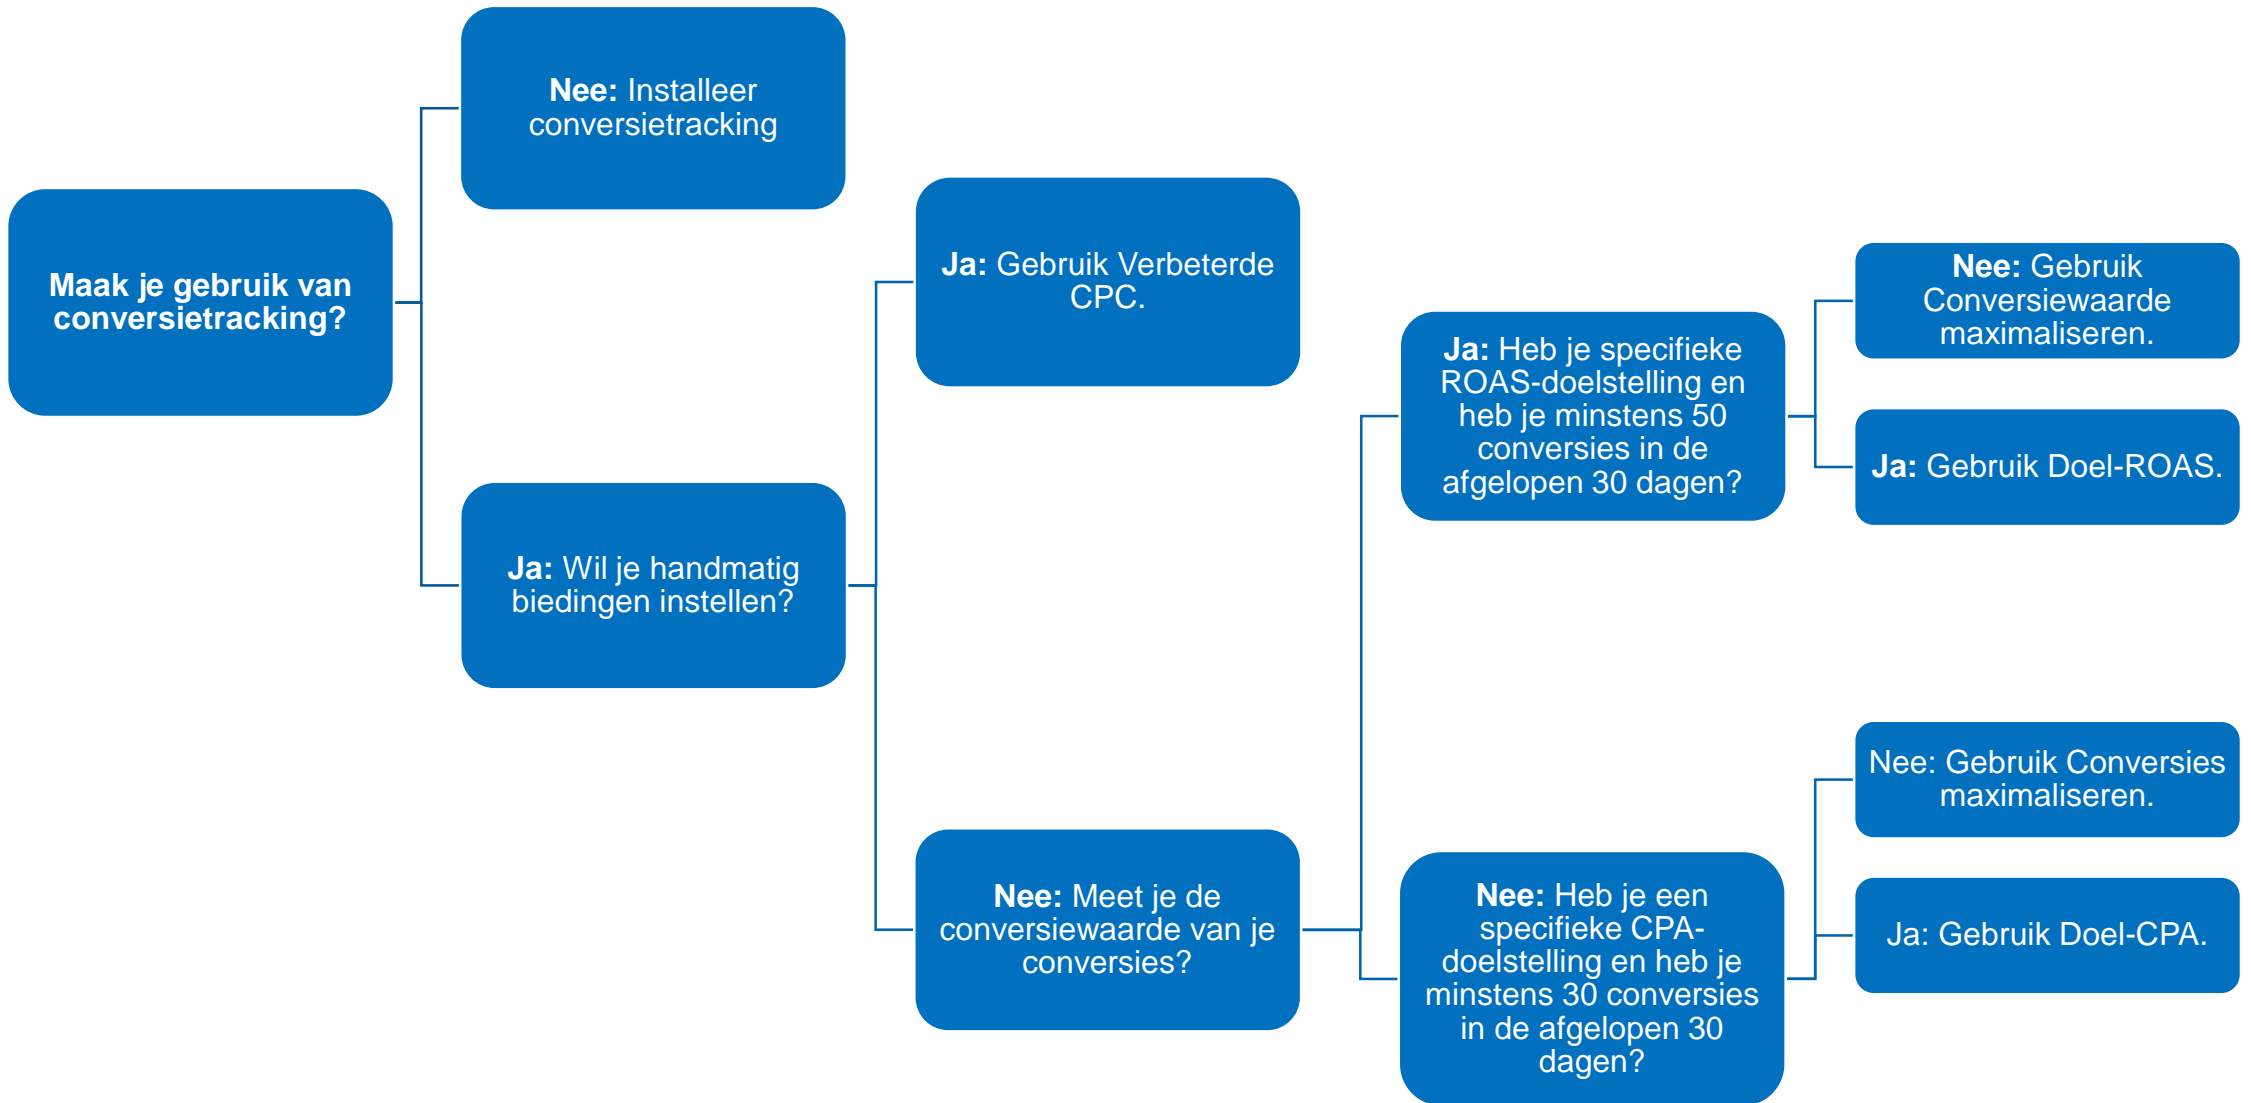 Maak je gebruik van
conversietracking?
Nee: Installeer
conversietracking
Ja: Wil je handmatig
biedingen instellen?
Ja: Gebruik Verbeterde
CPC.
Nee: Meet je de
conversiewaarde van je
conversies?
Ja: Heb je specifieke
ROAS-doelstelling en
heb je minstens 50
conversies in de
afgelopen 30 dagen?
Nee: Gebruik
Conversiewaarde
maximaliseren.
Ja: Gebruik Doel-ROAS.
Nee: Heb je een
specifieke CPA-
doelstelling en heb je
minstens 30 conversies
in de afgelopen 30
dagen?
Nee: Gebruik Conversies
maximaliseren.
Ja: Gebruik Doel-CPA.